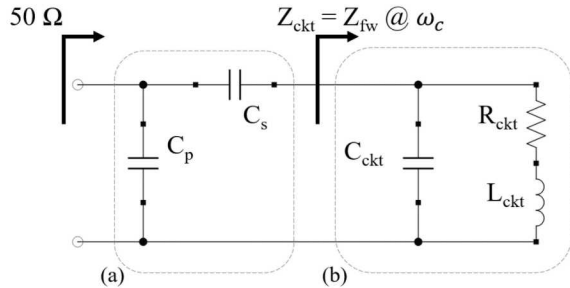 50 Ω
Z_ckt = Z_fw @ ω_c
C_s
R_ckt
C_p
C_ckt
L_ckt
(a)
(b)